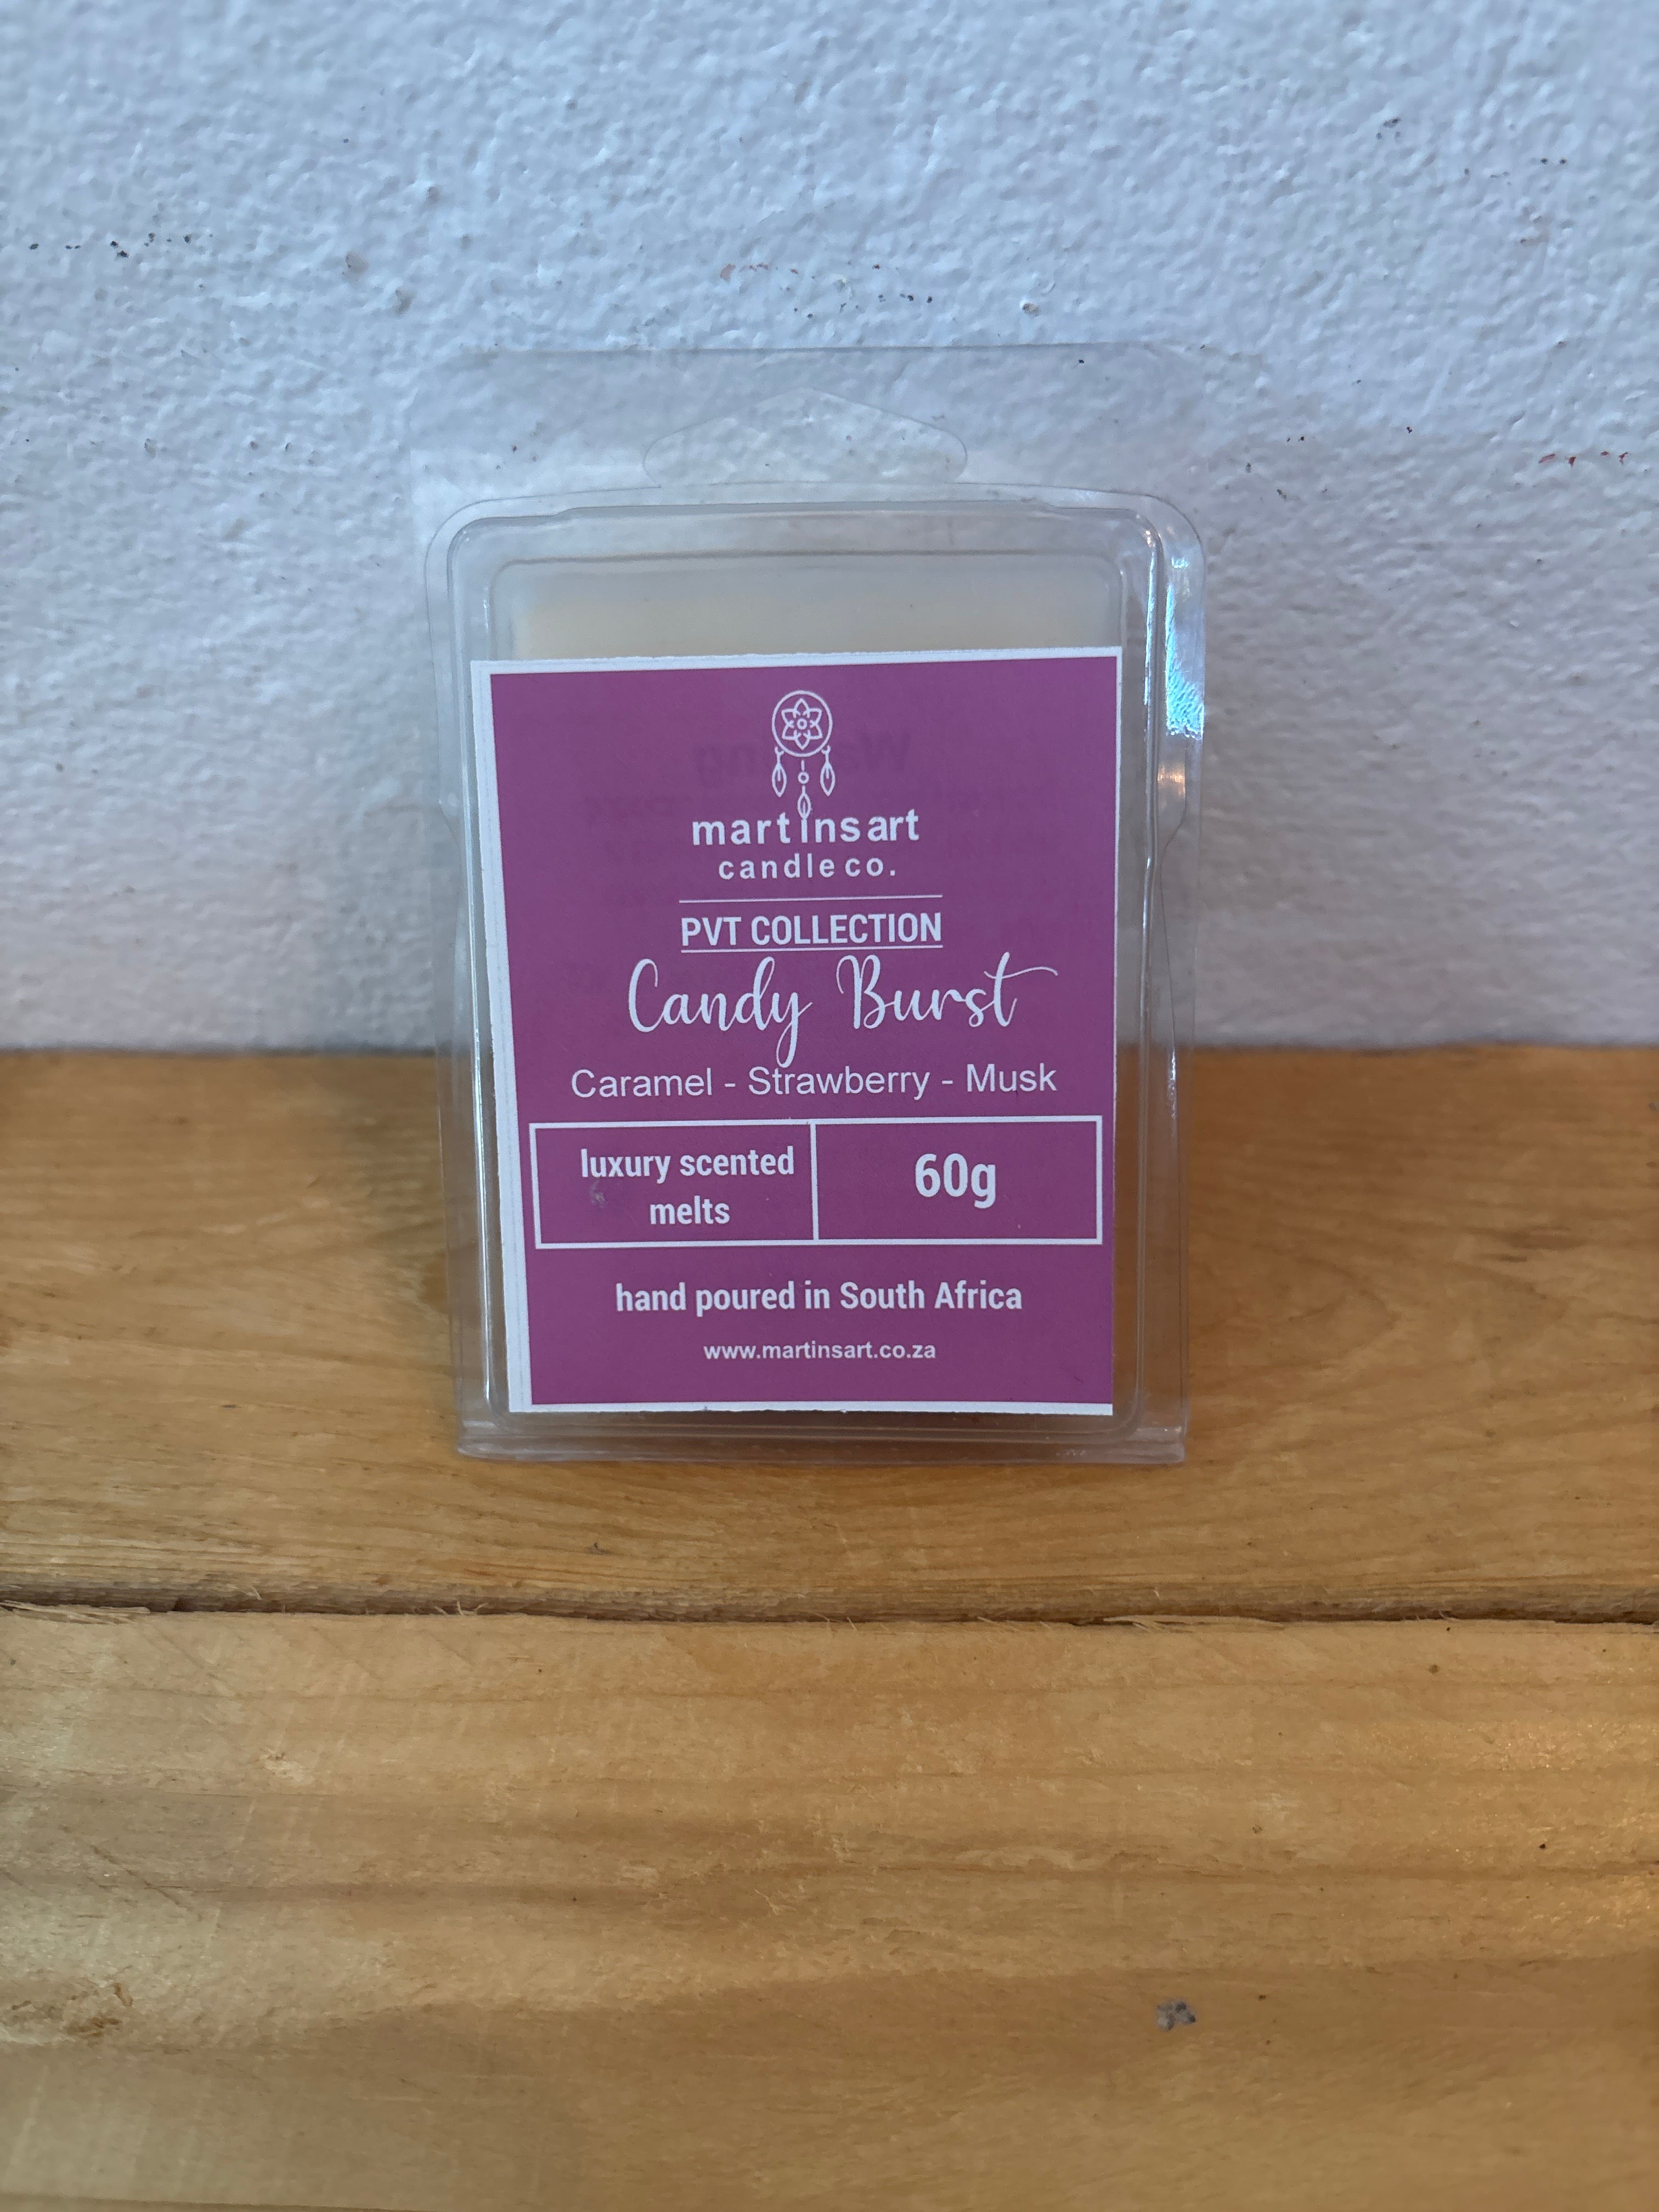 martinsart
candle co.
PVT COLLECTION
Candy Burst
Caramel - Strawberry - Musk
luxury scented
melts
60g
hand poured in South Africa
www.martinsart.co.za